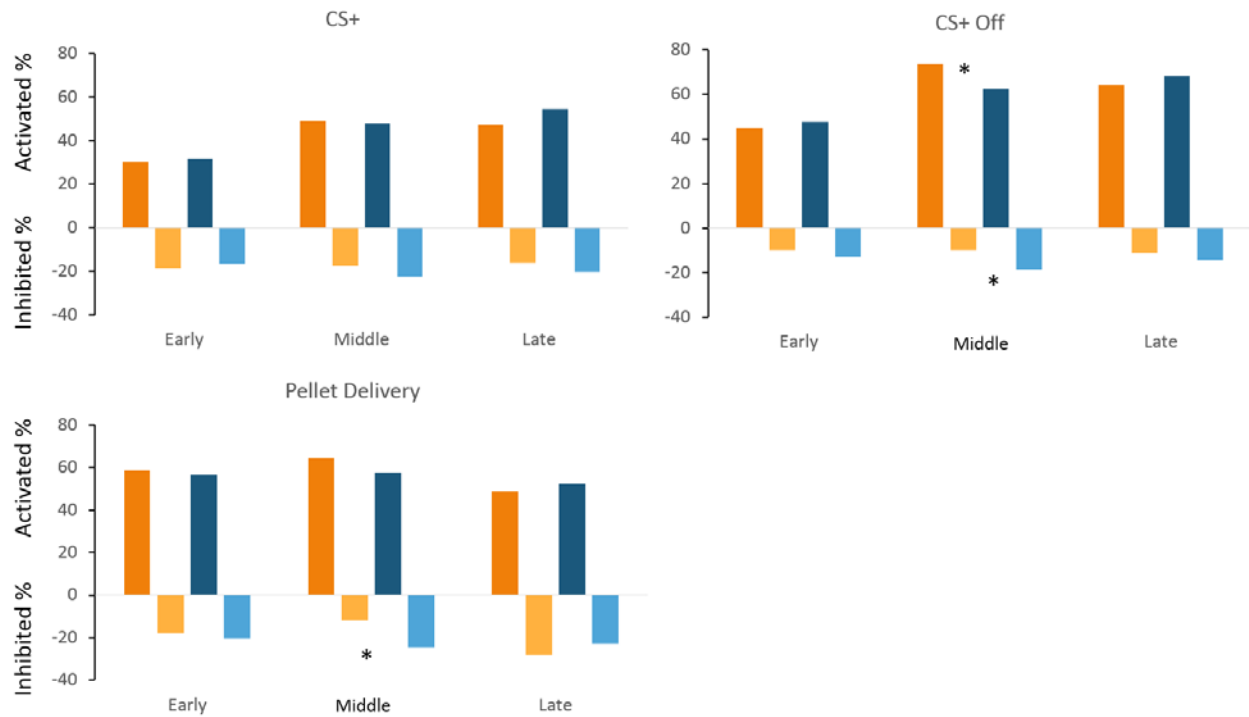 CS+
Activated %
Inhibited %
80
60
40
20
0
-20
-40
Early Middle Late
CS+ Off
Activated %
Inhibited %
80
60
40
20
0
-20
-40
*
*
Early Middle Late
Pellet Delivery
Activated %
Inhibited %
80
60
40
20
0
-20
-40
*
Early Middle Late